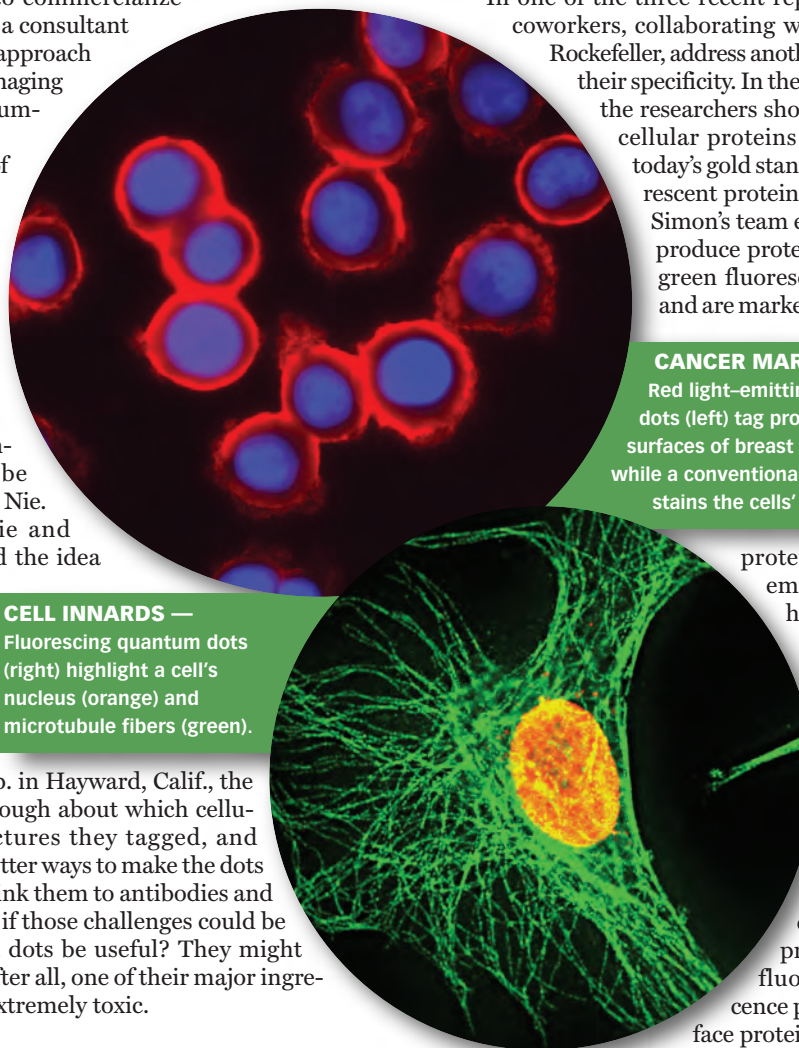 to commercialize
a consultant
approach
naging
um-
of
n-
be
Nie.
ie and
d the idea
CELL INNARDS —
Fluorescing quantum dots
(right) highlight a cell's
nucleus (orange) and
microtubule fibers (green).
p. in Hayward, Calif., the
ough about which cellu-
ctures they tagged, and
tter ways to make the dots
ink them to antibodies and
if those challenges could be
dots be useful? They might
fter all, one of their major ingre-
xtremely toxic.
In one of the three recent rep
coworkers, collaborating w
Rockefeller, address anoth
their specificity. In the
the researchers sho
cellular proteins
today's gold stan
rescent protein
Simon's team e
produce prote
green fluores
and are marke
CANCER MAR
Red light–emittin
dots (left) tag pro
surfaces of breast
while a conventiona
stains the cells'
prote
em
h
pr
fluo
cence p
face protei